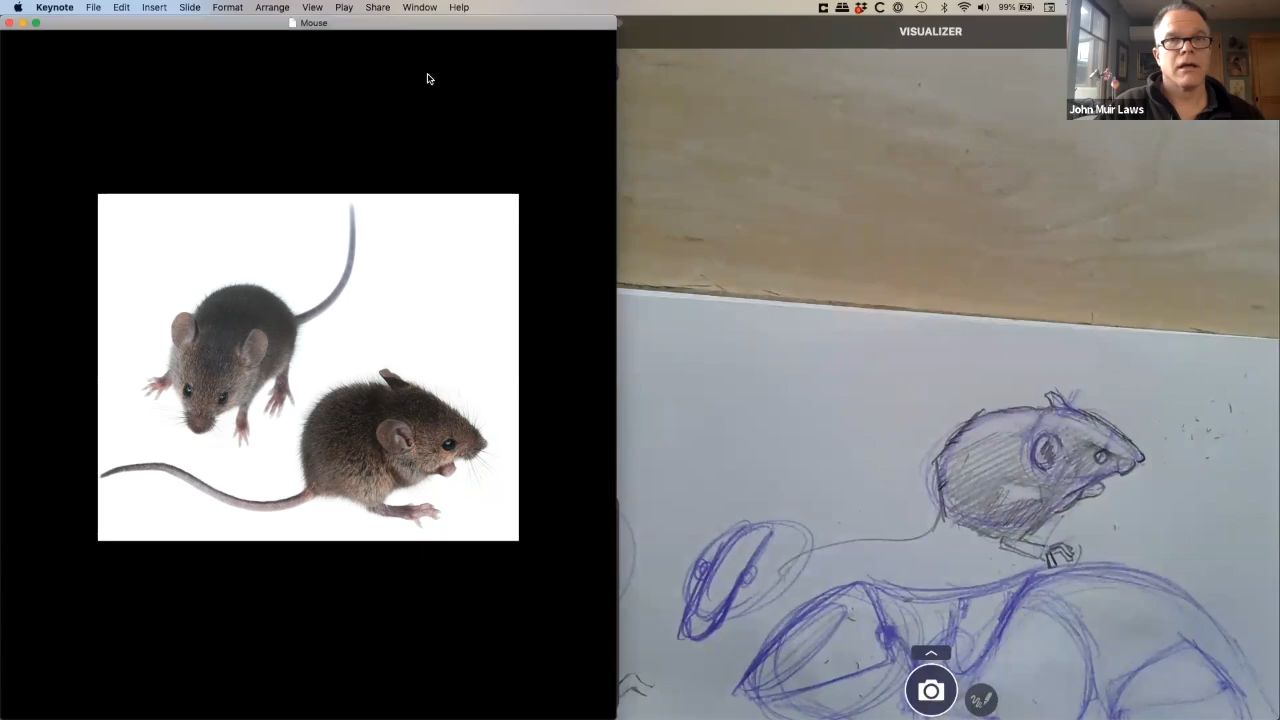 Keynote File Edit Insert Slide Format Arrange View Play Share Window Help 99%
Mouse
VISUALIZER
John Muir Laws